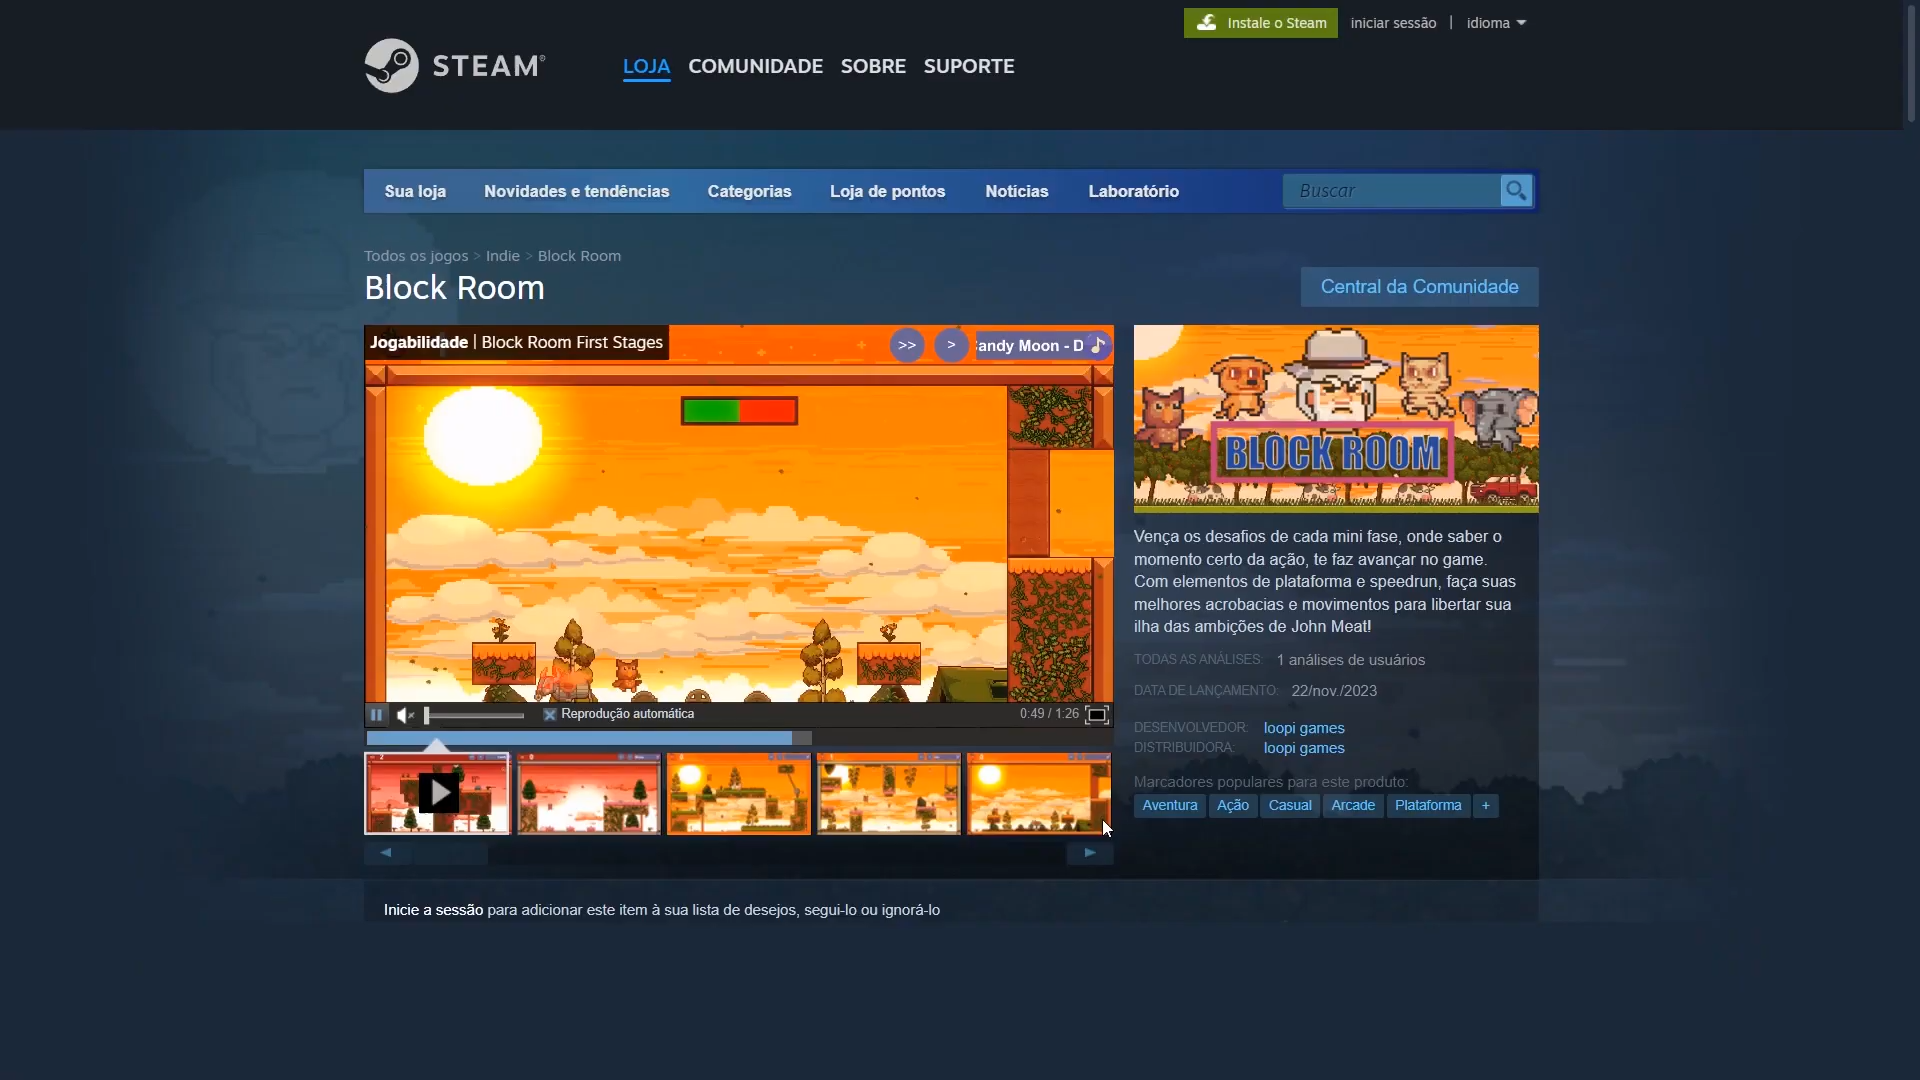 Instale o Steam
iniciar sessão | idioma
STEAM®
LOJA COMUNIDADE SOBRE SUPORTE
Sua loja Novidades e tendências Categorias Loja de pontos Notícias Laboratório Buscar
Todos os jogos > Indie > Block Room
Block Room
Central da Comunidade
Jogabilidade | Block Room First Stages
>> > andy Moon - D
BLOCK ROOM
Vença os desafios de cada mini fase, onde saber o
momento certo da ação, te faz avançar no game.
Com elementos de plataforma e speedrun, faça suas
melhores acrobacias e movimentos para libertar sua
ilha das ambições de John Meat!
TODAS AS ANÁLISES: 1 análises de usuários
DATA DE LANÇAMENTO: 22/nov./2023
DESENVOLVEDOR: loopi games
DISTRIBUIDORA: loopi games
Marcadores populares para este produto:
Aventura Ação Casual Arcade Plataforma +
Reprodução automática 0:49 / 1:26
Inicie a sessão para adicionar este item à sua lista de desejos, segui-lo ou ignorá-lo